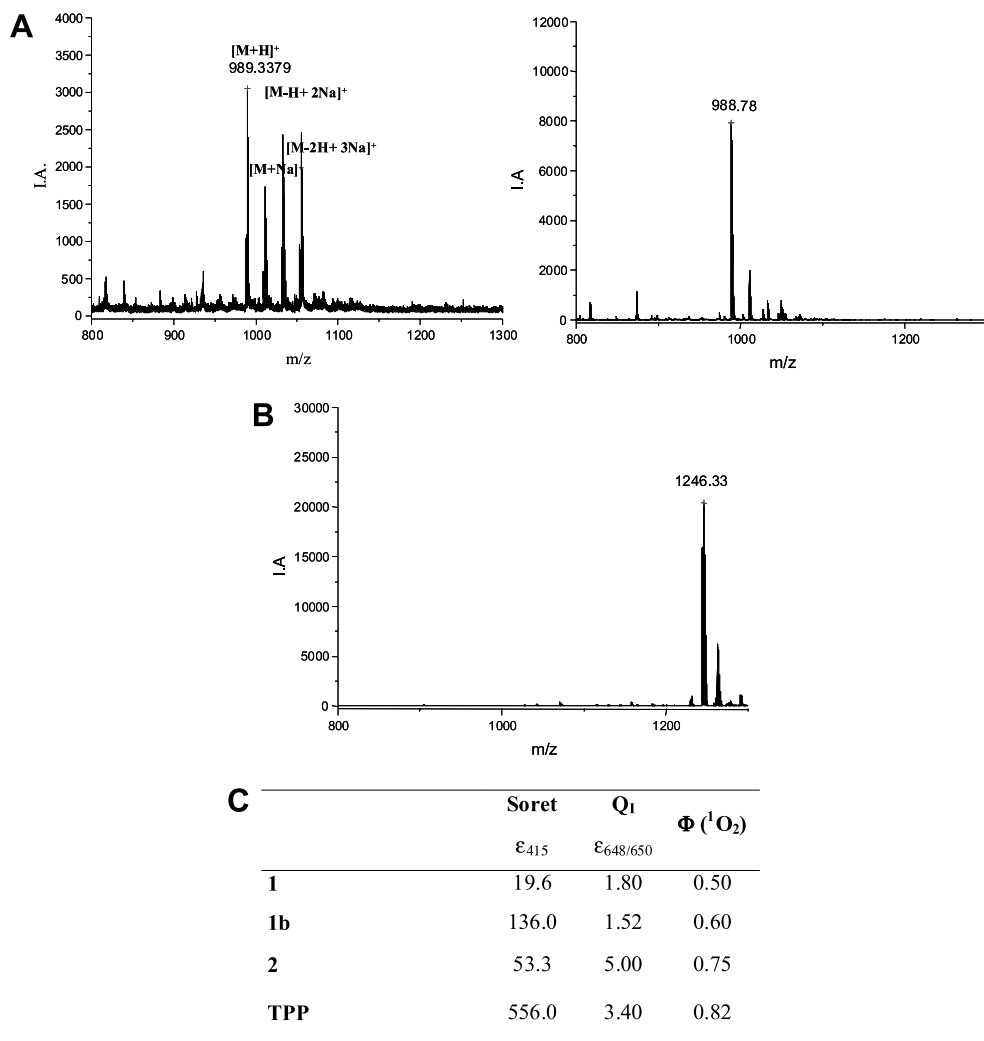 A
4000
3500
3000
2500
2000
1500
1000
500
0
I.A.
[M+H]+
989.3379
[M-H+ 2Na]+
[M-2H+ 3Na]+
[M+Na]
800 900 1000 1100 1200 1300
m/z
12000
10000
8000
6000
4000
2000
0
I.A
988.78
800 1000 1200
m/z
B
30000
25000
20000
15000
10000
5000
0
I.A
1246.33
800 1000 1200
m/z
C
Soret QI Φ (¹O₂)
ε415 ε648/650
1 19.6 1.80 0.50
1b 136.0 1.52 0.60
2 53.3 5.00 0.75
TPP 556.0 3.40 0.82